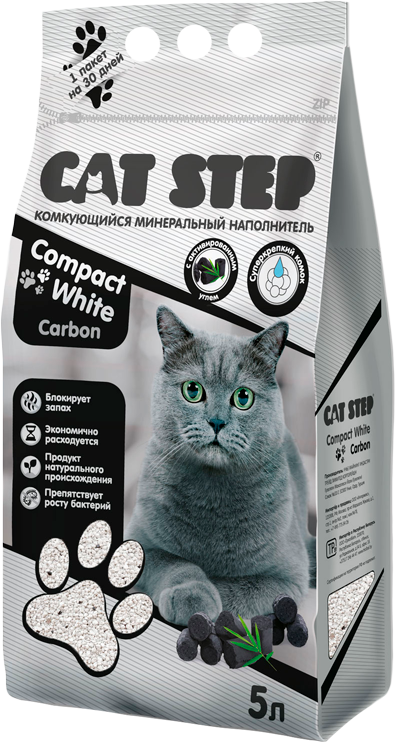 1 пакет
на 30 дней
ZIP
CAT STEP®
КОМКУЮЩИЙСЯ МИНЕРАЛЬНЫЙ НАПОЛНИТЕЛЬ
Compact
White
Carbon
с активированным
углем
Суперкрепкий комок
Блокирует
запах
Экономично
расходуется
Продукт
натурального
происхождения
Препятствует
росту бактерий
CAT STEP
Compact White
Carbon
5л